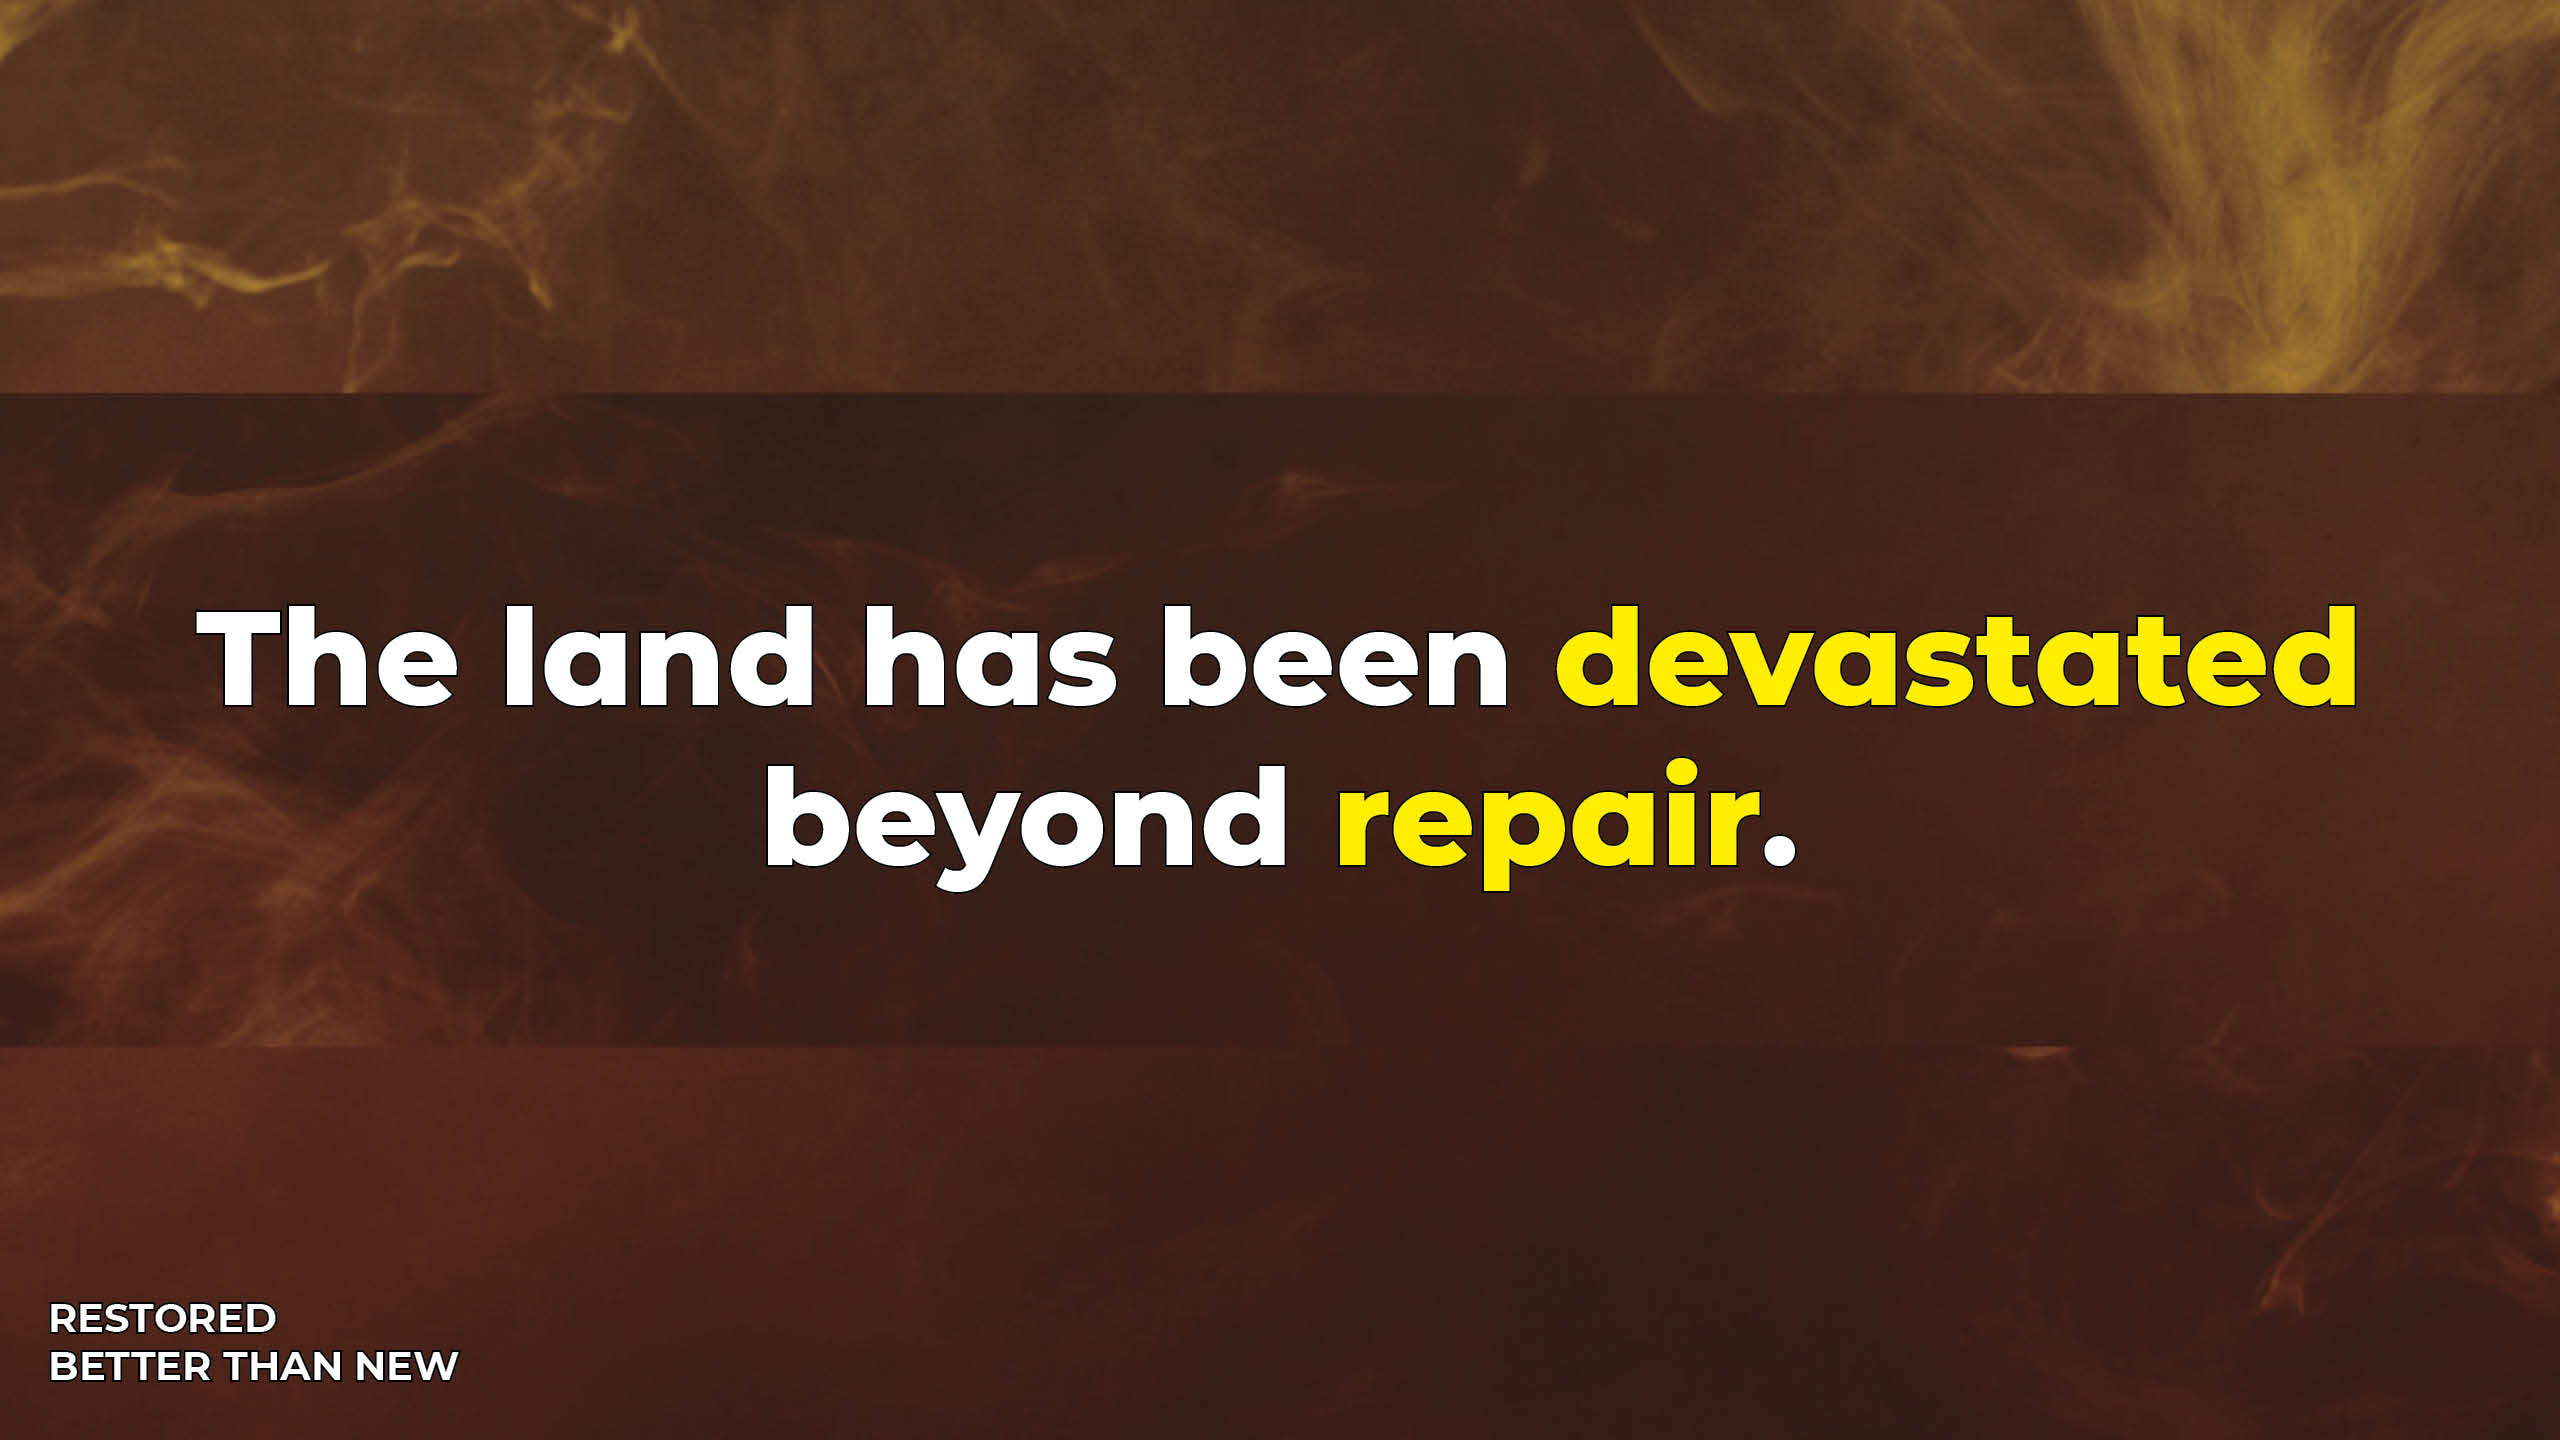 The land has been devastated
beyond repair.
RESTORED
BETTER THAN NEW